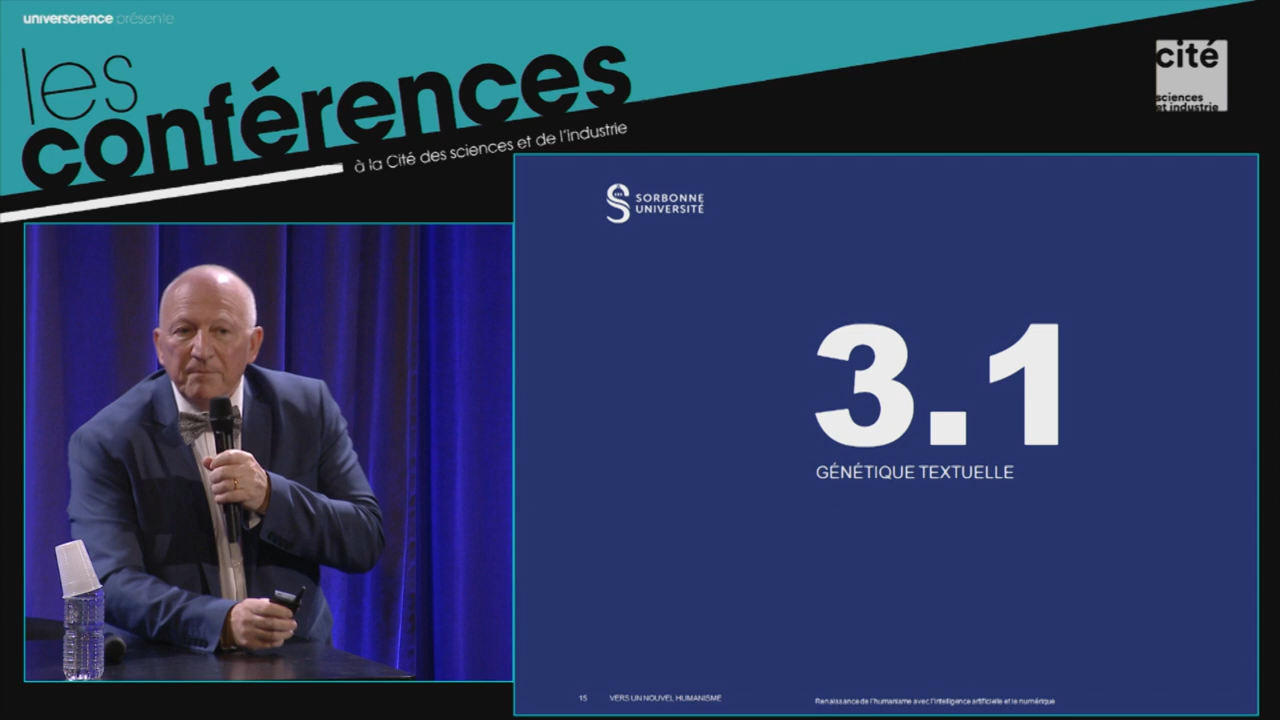 universcience présente
les
conférences
à la Cité des sciences et de l'industrie
cité
sciences
et industrie
SORBONNE
UNIVERSITÉ
3.1
GÉNÉTIQUE TEXTUELLE
15 VERS UN NOUVEL HUMANISME Renaissance de l'humanisme avec l'intelligence artificielle et le numérique